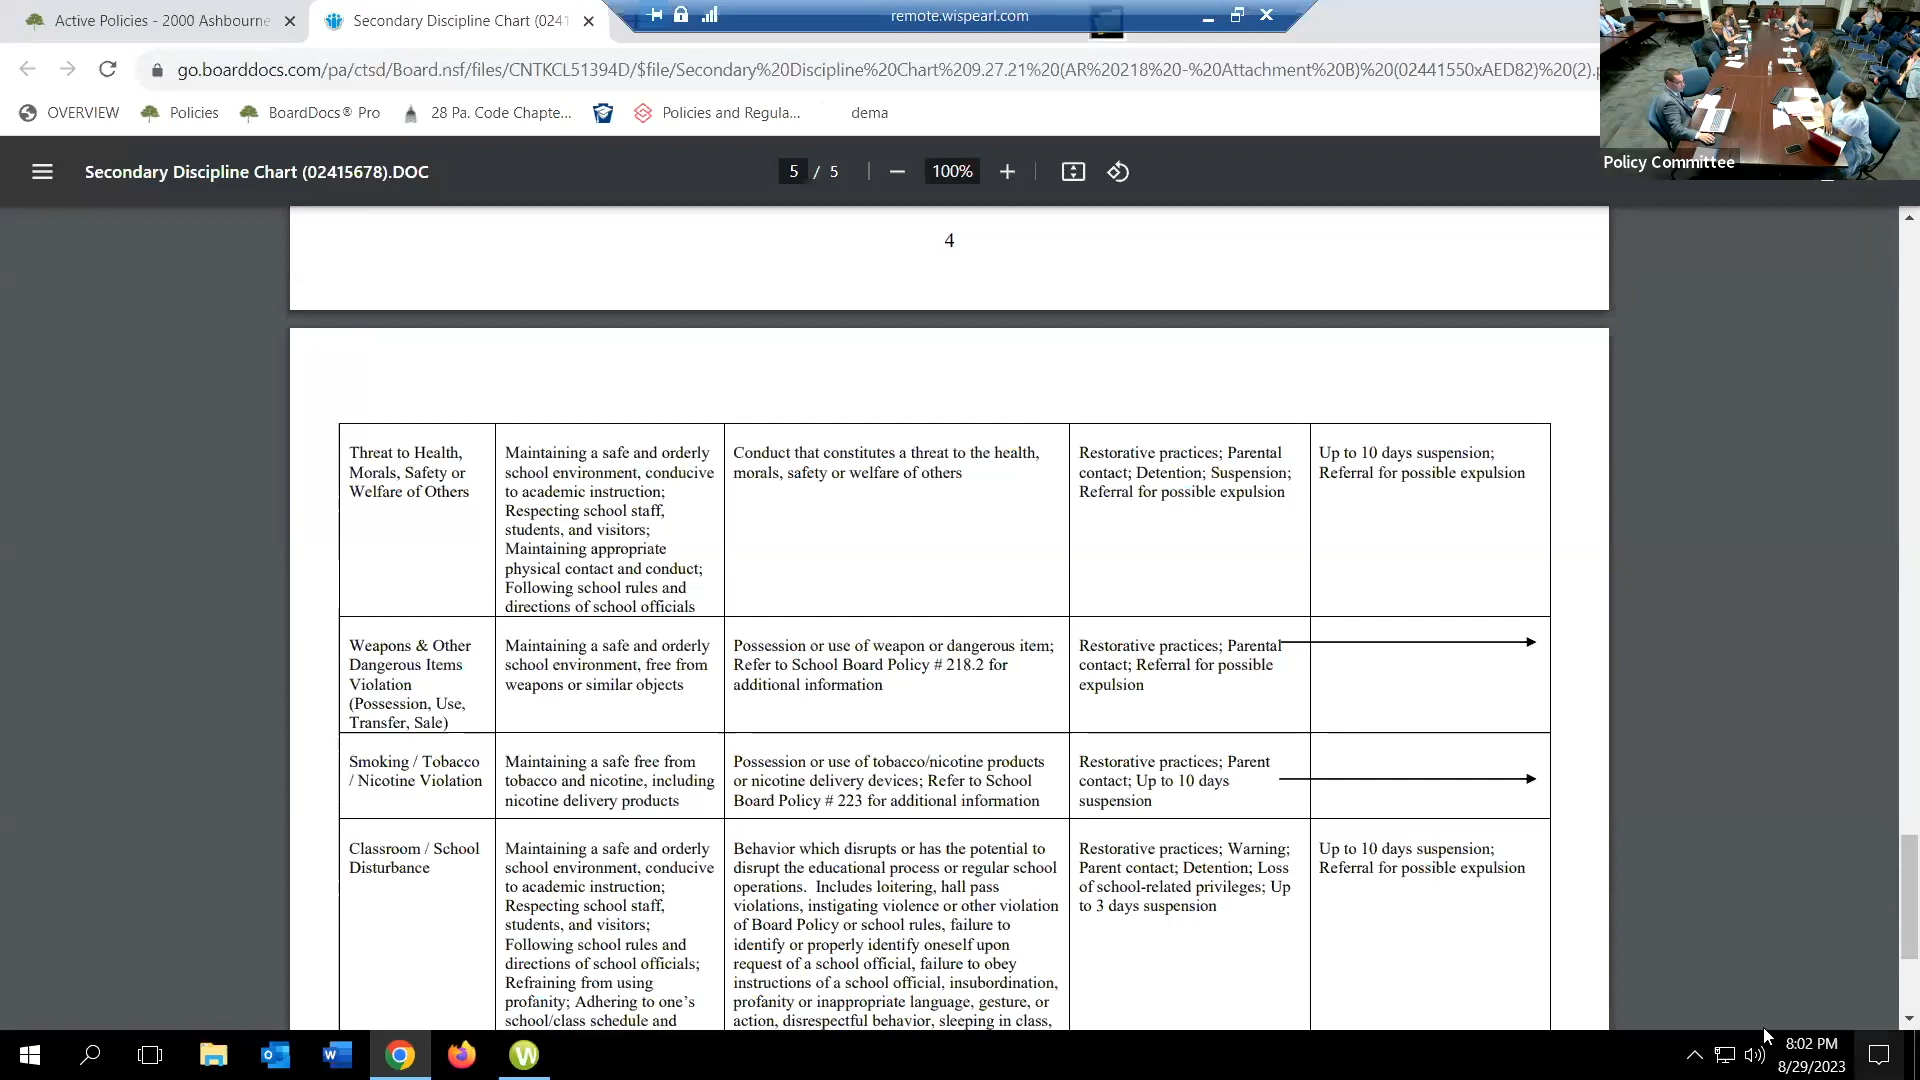 Active Policies - 2000 Ashbourne
Secondary Discipline Chart (0241
remote.wispearl.com
go.boarddocs.com/pa/ctsd/Board.nsf/files/CNTKCL51394D/$file/Secondary%20Discipline%20Chart%209.27.21%20(AR%20218%20-%20Attachment%20B)%20(02441550xAED82)%20(2).p
OVERVIEW
Policies
BoardDocs® Pro
28 Pa. Code Chapte...
Policies and Regula...
dema
Policy Committee
Secondary Discipline Chart (02415678).DOC
5 / 5
100%
4
Threat to Health,
Morals, Safety or
Welfare of Others
Maintaining a safe and orderly
school environment, conducive
to academic instruction;
Respecting school staff,
students, and visitors;
Maintaining appropriate
physical contact and conduct;
Following school rules and
directions of school officials
Conduct that constitutes a threat to the health,
morals, safety or welfare of others
Restorative practices; Parental
contact; Detention; Suspension;
Referral for possible expulsion
Up to 10 days suspension;
Referral for possible expulsion
Weapons & Other
Dangerous Items
Violation
(Possession, Use,
Transfer, Sale)
Maintaining a safe and orderly
school environment, free from
weapons or similar objects
Possession or use of weapon or dangerous item;
Refer to School Board Policy # 218.2 for
additional information
Restorative practices; Parental
contact; Referral for possible
expulsion
Smoking / Tobacco
/ Nicotine Violation
Maintaining a safe free from
tobacco and nicotine, including
nicotine delivery products
Possession or use of tobacco/nicotine products
or nicotine delivery devices; Refer to School
Board Policy # 223 for additional information
Restorative practices; Parent
contact; Up to 10 days
suspension
Classroom / School
Disturbance
Maintaining a safe and orderly
school environment, conducive
to academic instruction;
Respecting school staff,
students, and visitors;
Following school rules and
directions of school officials;
Refraining from using
profanity; Adhering to one's
school/class schedule and
Behavior which disrupts or has the potential to
disrupt the educational process or regular school
operations. Includes loitering, hall pass
violations, instigating violence or other violation
of Board Policy or school rules, failure to
identify or properly identify oneself upon
request of a school official, failure to obey
instructions of a school official, insubordination,
profanity or inappropriate language, gesture, or
action, disrespectful behavior, sleeping in class,
Restorative practices; Warning;
Parent contact; Detention; Loss
of school-related privileges; Up
to 3 days suspension
Up to 10 days suspension;
Referral for possible expulsion
8:02 PM
8/29/2023